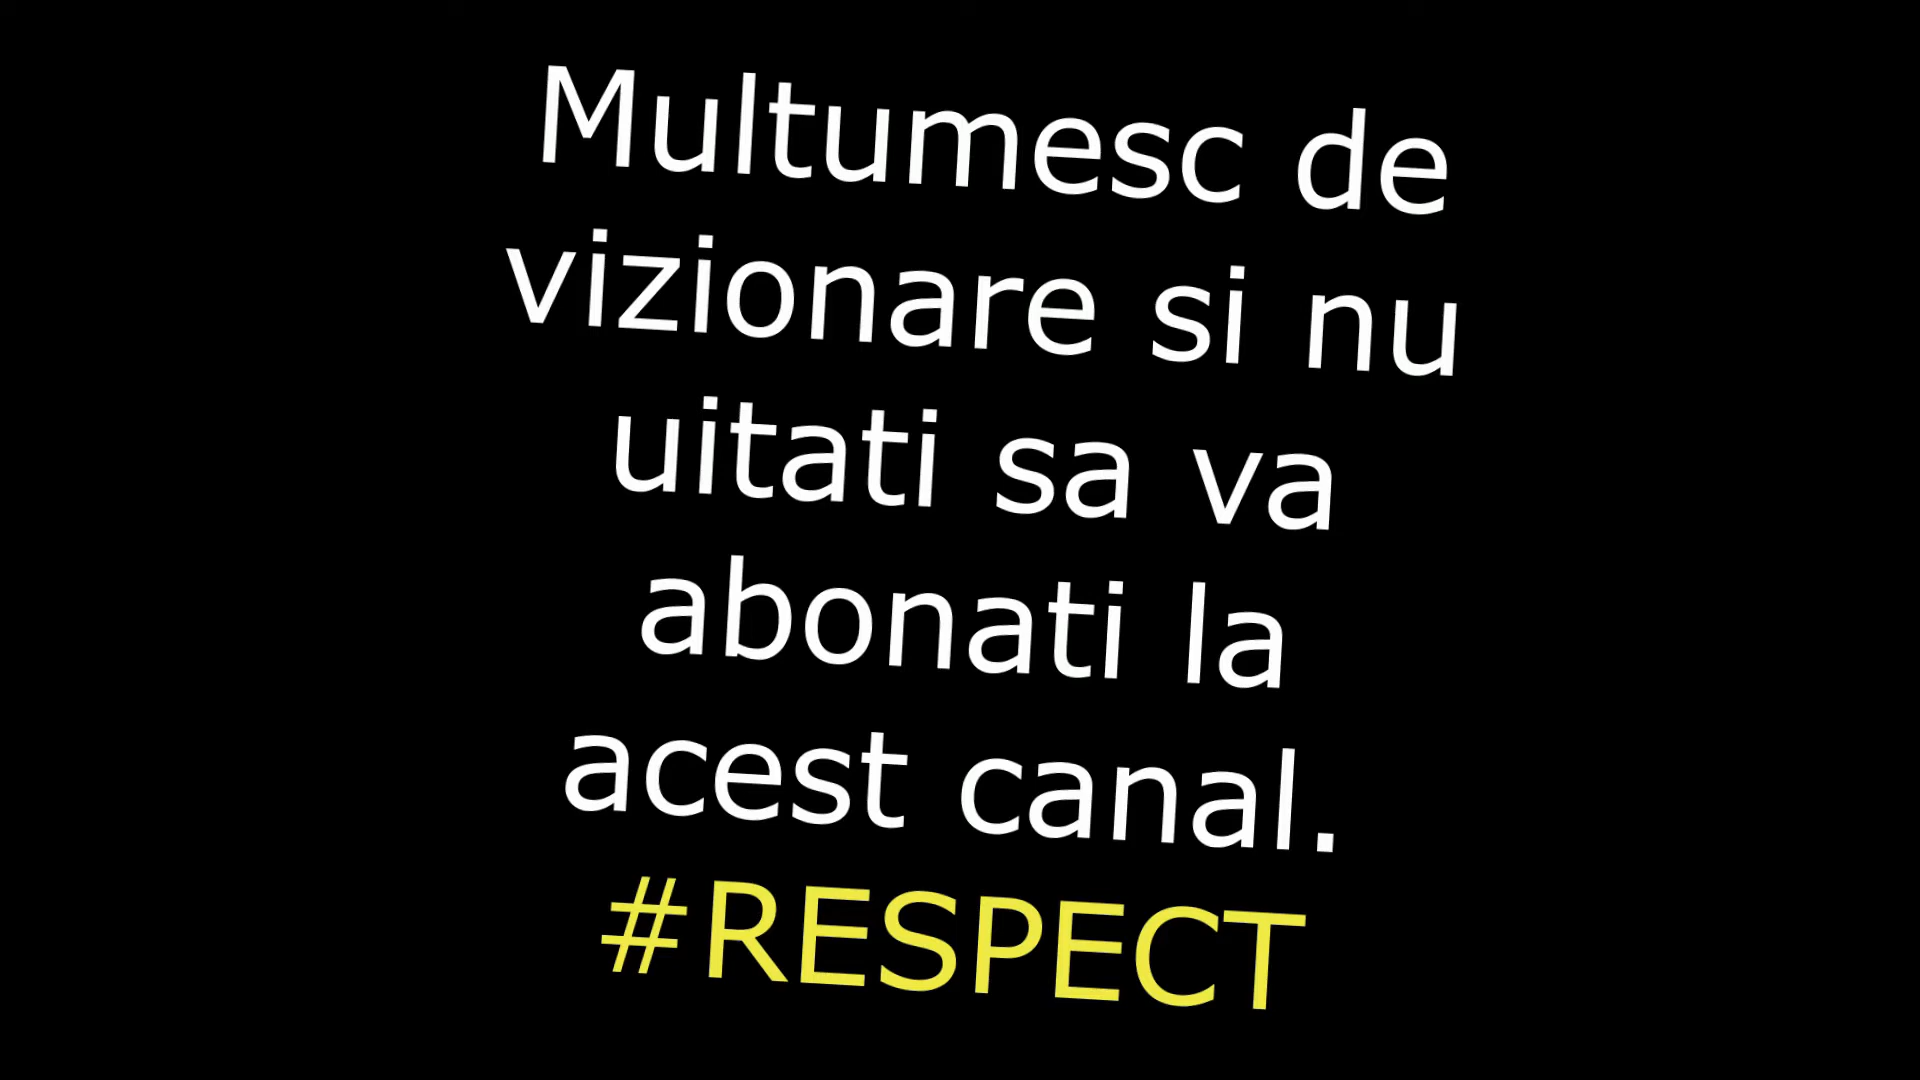 Multumesc de
vizionare si nu
uitati sa va
abonati la
acest canal.
#RESPECT